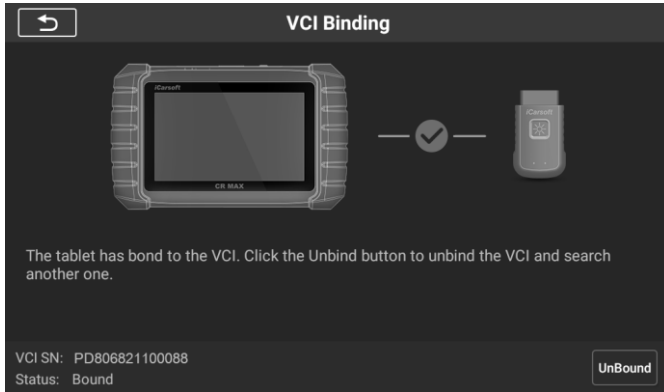 VCI Binding
iCarsoft
iCarsoft
CR MAX
The tablet has bond to the VCI. Click the Unbind button to unbind the VCI and search
another one.
VCI SN: PD806821100088
Status: Bound
UnBound